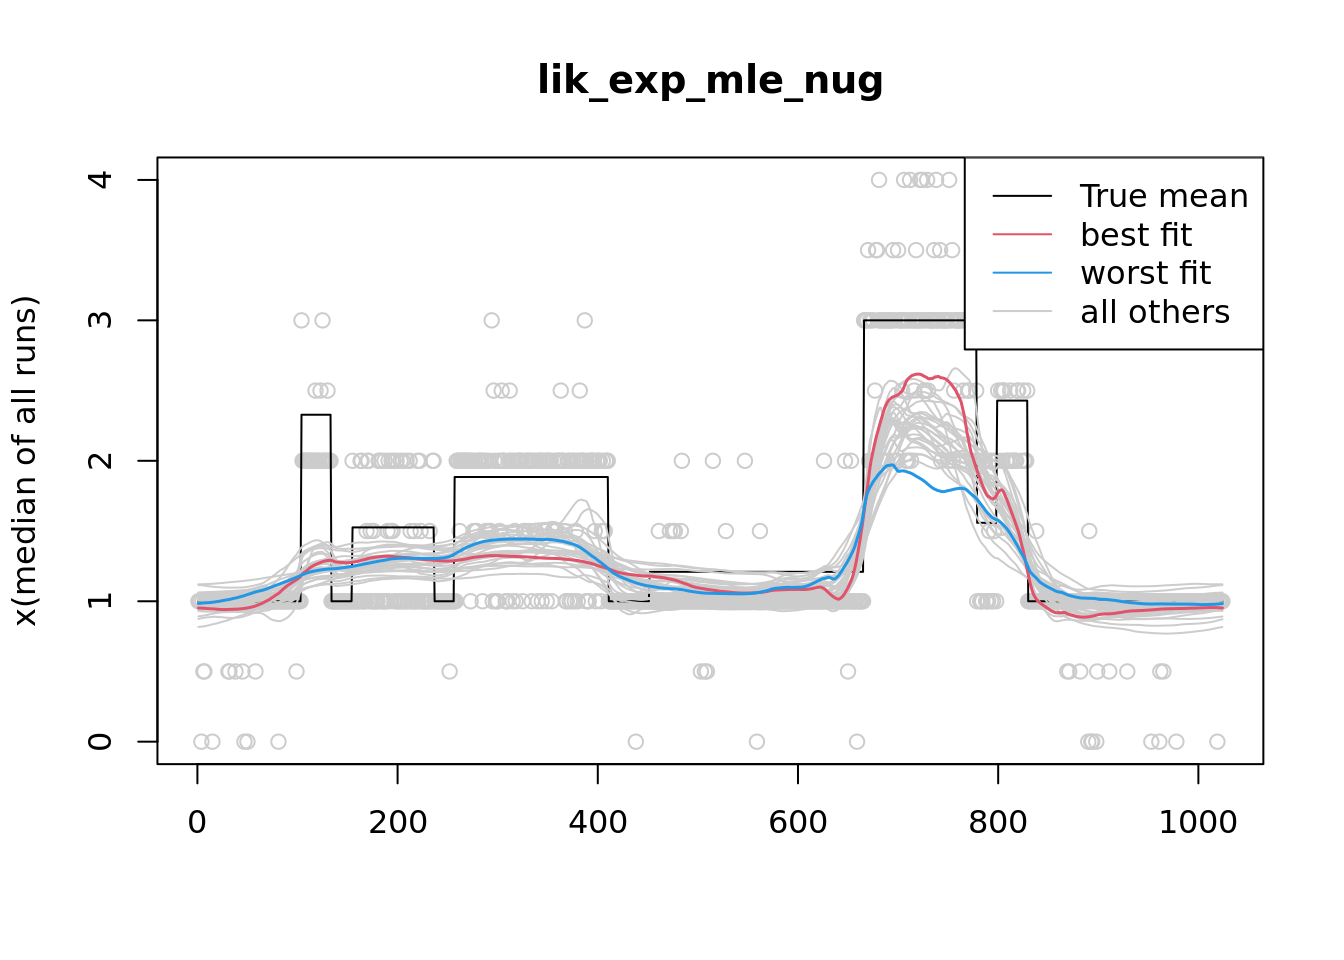 lik_exp_mle_nug
x(median of all runs)
4
3
2
1
0
True mean
best fit
worst fit
all others
0 200 400 600 800 1000